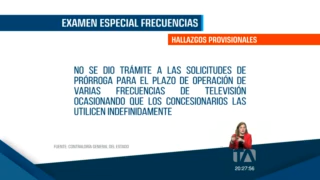 EXAMEN ESPECIAL FRECUENCIAS
HALLAZGOS PROVISIONALES
NO SE DIO TRÁMITE A LAS SOLICITUDES DE
PRÓRROGA PARA EL PLAZO DE OPERACIÓN DE
VARIAS FRECUENCIAS DE TELEVISIÓN
OCASIONANDO QUE LOS CONCESIONARIOS LAS
UTILICEN INDEFINIDAMENTE
FUENTE: CONTRALORÍA GENERAL DEL ESTADO
20:27:56